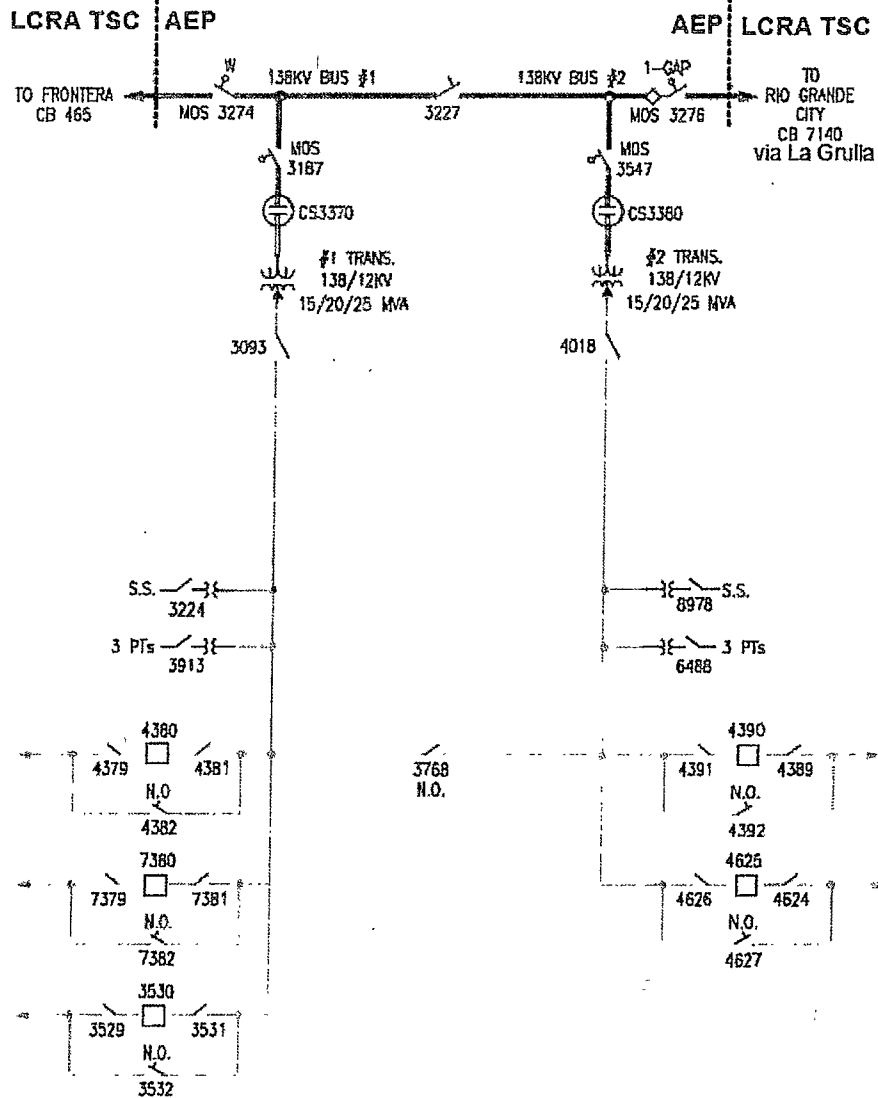 LCRA TSC AEP
AEP LCRA TSC
TO FRONTERA
CB 465
W
MOS 3274
138KV BUS #1
3227
138KV BUS #2
1-GAP
MOS 3276
TO
RIO GRANDE
CITY
CB 7140
via La Grulla
MOS
3187
MOS
3547
CS3370
CS3380
#1 TRANS.
138/12KV
15/20/25 MVA
#2 TRANS.
138/12KV
15/20/25 MVA
3093
4018
S.S.
3224
8978
S.S.
3 PTs
3913
6488
3 PTs
4380
4379
4381
N.O
4382
3768
N.O.
4390
4391
4389
N.O.
4392
7380
7379
7381
N.O.
7382
4625
4626
4624
N.O.
4627
3530
3529
3531
N.O.
3532